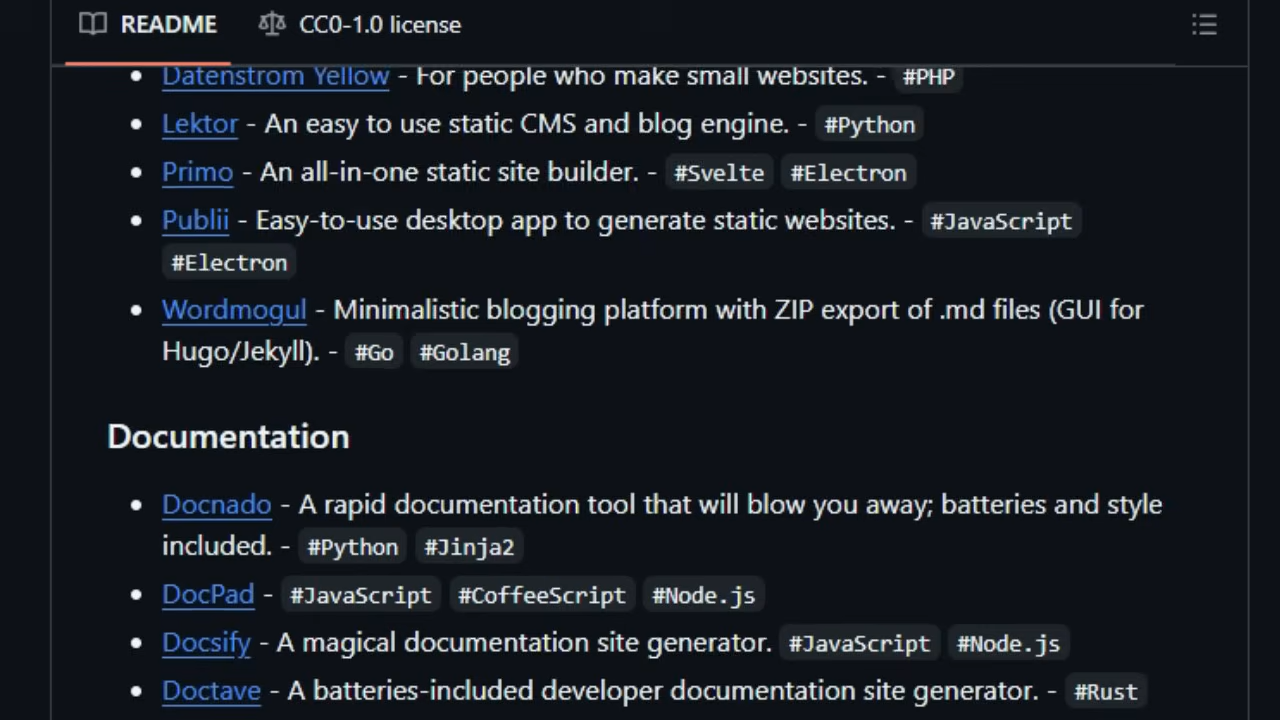 README CC0-1.0 license
Datenstrom Yellow - For people who make small websites. - #PHP
Lektor - An easy to use static CMS and blog engine. - #Python
Primo - An all-in-one static site builder. - #Svelte #Electron
Publii - Easy-to-use desktop app to generate static websites. - #JavaScript
#Electron
Wordmogul - Minimalistic blogging platform with ZIP export of .md files (GUI for
Hugo/Jekyll). - #Go #Golang
Documentation
Docnado - A rapid documentation tool that will blow you away; batteries and style
included. - #Python #Jinja2
DocPad - #JavaScript #CoffeeScript #Node.js
Docsify - A magical documentation site generator. #JavaScript #Node.js
Doctave - A batteries-included developer documentation site generator. - #Rust